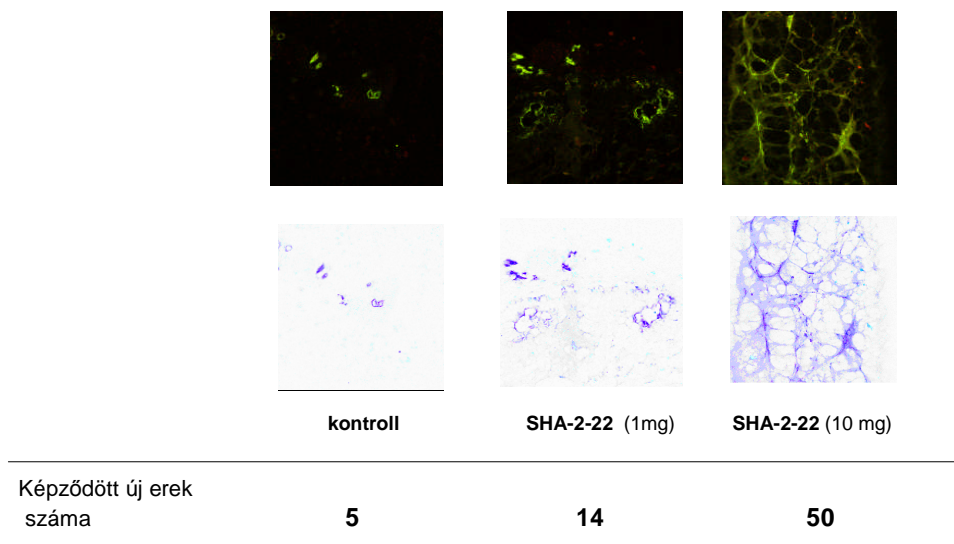 kontroll SHA-2-22 (1mg) SHA-2-22 (10 mg)
Képződött új erek
száma 5 14 50